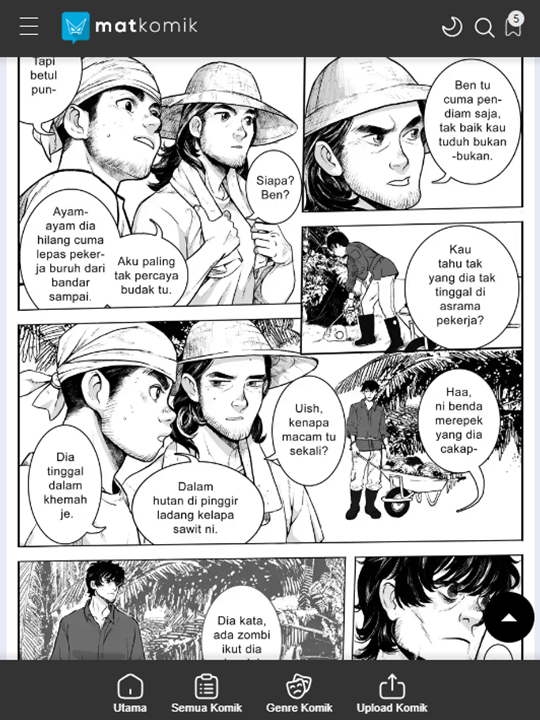 5
matkomik
Tapi
betul
pun-
Ayam-
ayam dia
hilang cuma
lepas peker-
ja buruh dari
bandar
sampai.
Aku paling
tak percaya
budak tu.
Siapa?
Ben?
Ben tu
cuma pen-
diam saja,
tak baik kau
tuduh bukan
-bukan.
Kau
tahu tak
yang dia tak
tinggal di
asrama
pekerja?
Dia
tinggal
dalam
khemah
je.
Dalam
hutan di pinggir
ladang kelapa
sawit ni.
Uish,
kenapa
macam tu
sekali?
Haa,
ni benda
merepek
yang dia
cakap-
Dia kata,
ada zombi
ikut dia
Utama
Semua Komik
Genre Komik
Upload Komik